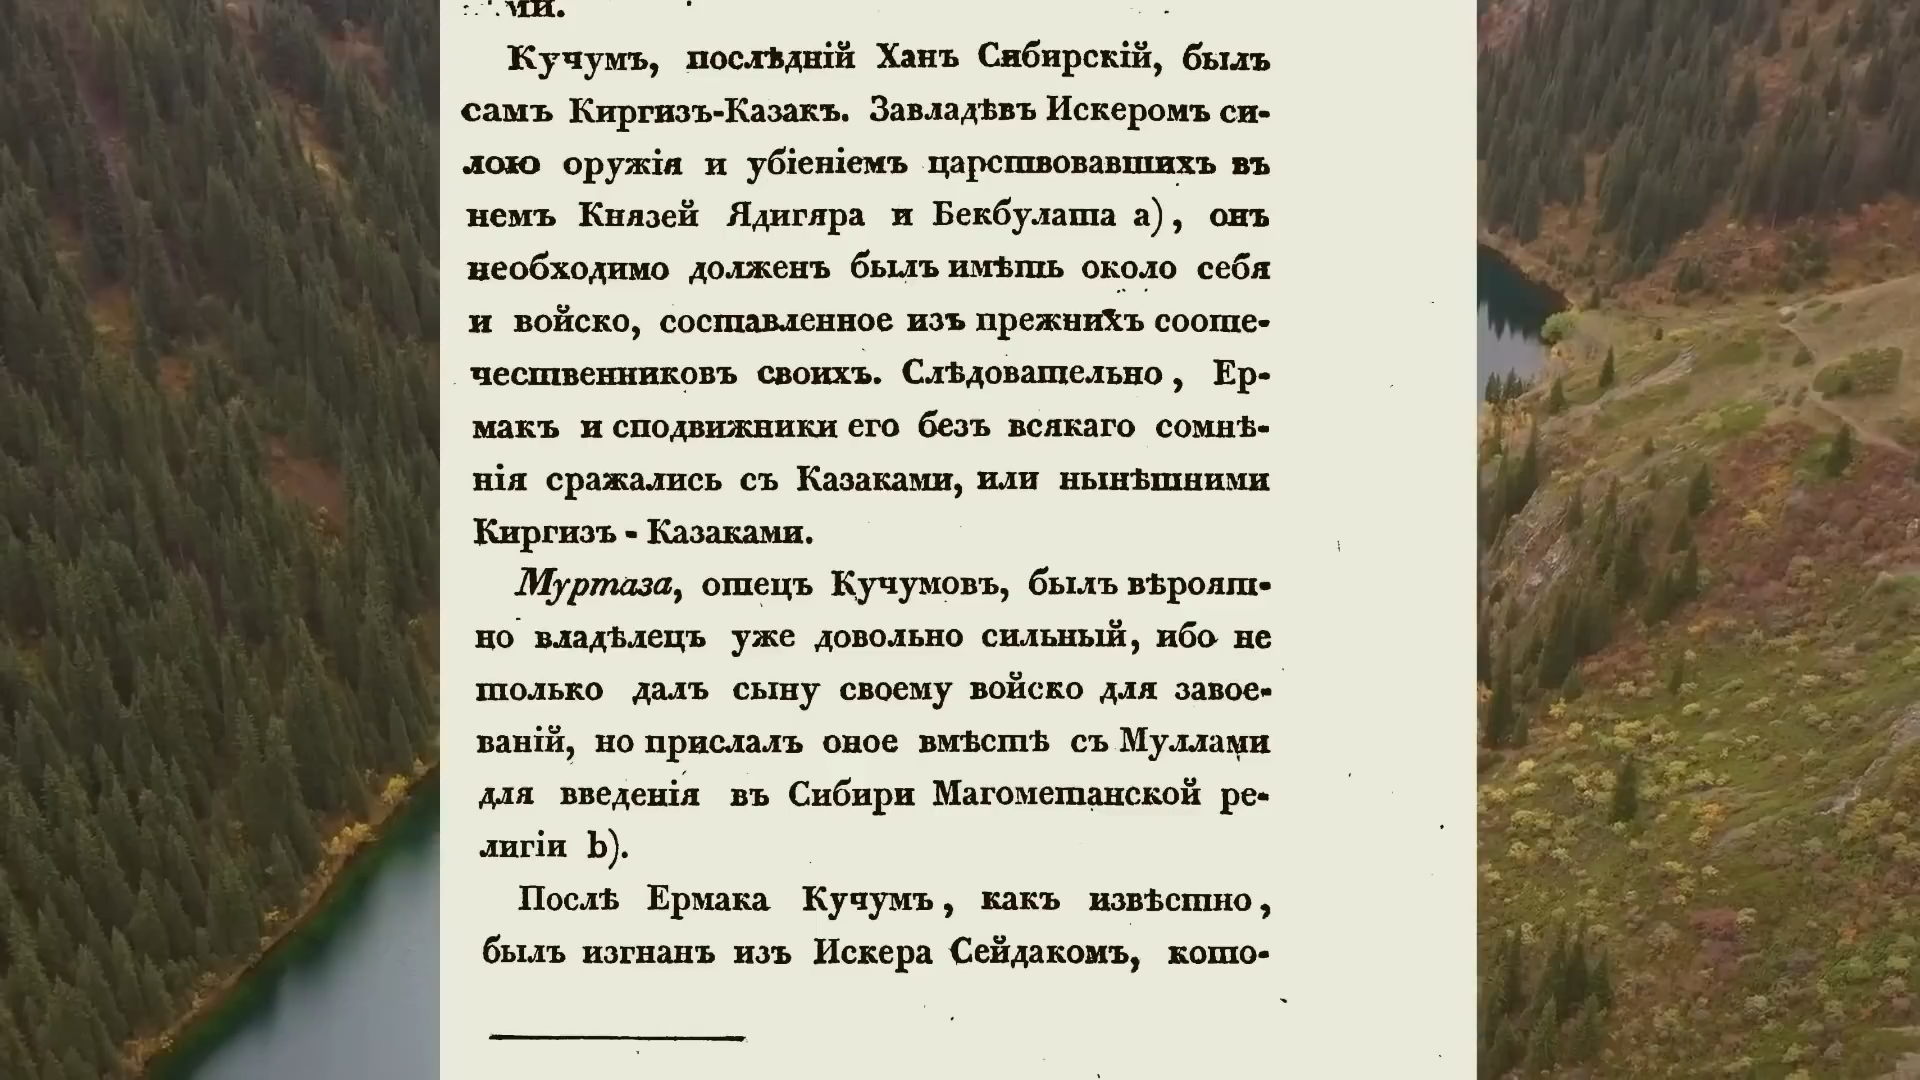 ми.
Кучумъ, послѣдній Ханъ Сибирскій, былъ
самъ Киргизъ-Казакъ. Завладѣвъ Искеромъ си-
лою оружія и убіеніемъ царствовавшихъ въ
немъ Князей Ядигяра и Бекбулата a), онъ
необходимо долженъ былъ имѣть около себя
и войско, составленное изъ прежнихъ сооте-
чественниковъ своихъ. Слѣдовательно, Ер-
макъ и сподвижники его безъ всякаго сомнѣ-
нія сражались съ Казаками, или нынѣшними
Киргизъ-Казаками.
Муртаза, отецъ Кучумовъ, былъ вѣроят-
но владѣлецъ уже довольно сильный, ибо не
только далъ сыну своему войско для завое-
ваній, но прислалъ оное вмѣстѣ съ Муллами
для введенія въ Сибири Магометанской ре-
лигіи b).
Послѣ Ермака Кучумъ, какъ извѣстно,
былъ изгнанъ изъ Искера Сейдакомъ, кото-